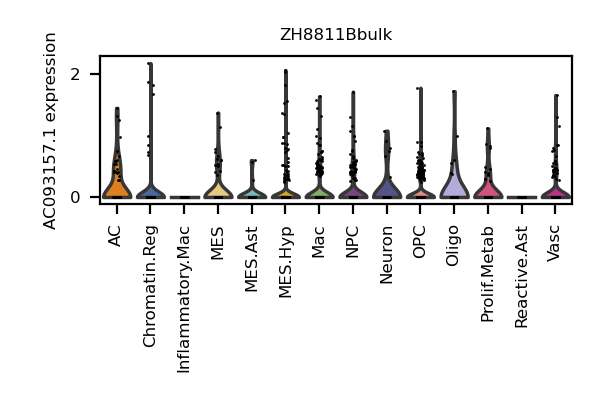 ZH8811Bbulk
AC093157.1 expression
2
0
AC
Chromatin.Reg
Inflammatory.Mac
MES
MES.Ast
MES.Hyp
Mac
NPC
Neuron
OPC
Oligo
Prolif.Metab
Reactive.Ast
Vasc